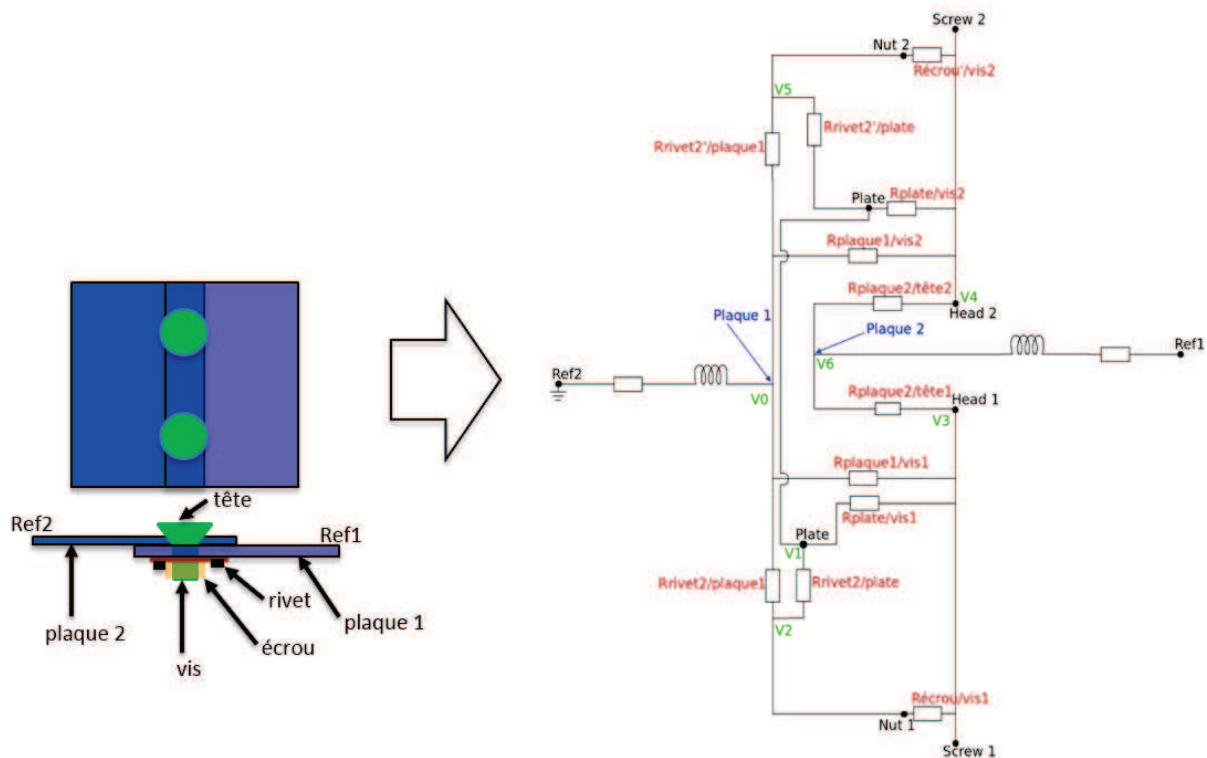 tête
Ref2
Ref1
rivet
plaque 2
plaque 1
écrou
vis
Screw 2
Nut 2
Récrou'/vis2
V5
Rrivet2'/plate
Rrivet2'/plaque1
Plate
Rplate/vis2
Rplaque1/vis2
Rplaque2/tête2
V4
Head 2
Plaque 1
Plaque 2
Ref1
V6
Ref2
V0
Rplaque2/tête1
Head 1
V3
Rplaque1/vis1
Rplate/vis1
Plate
V1
Rrivet2/plaque1
Rrivet2/plate
V2
Récrou/vis1
Nut 1
Screw 1